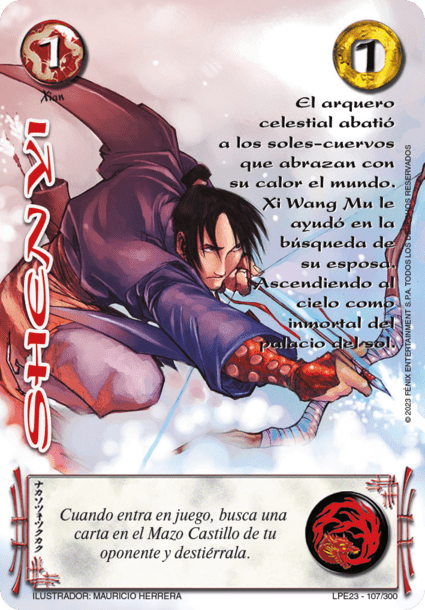 1
1
Xian
SHEN YI
El arquero
celestial abatió
a los soles-cuervos
que abrazan con
su calor el mundo.
Xi Wang Mu le
ayudó en la
búsqueda de
su esposa.
Ascendiendo al
cielo como
inmortal del
palacio del sol.
© 2023 FÉNIX ENTERTAINMENT S.P.A. TODOS LOS DERECHOS RESERVADOS
Cuando entra en juego, busca una
carta en el Mazo Castillo de tu
oponente y destiérrala.
ILUSTRADOR: MAURICIO HERRERA
LPE23 - 107/300